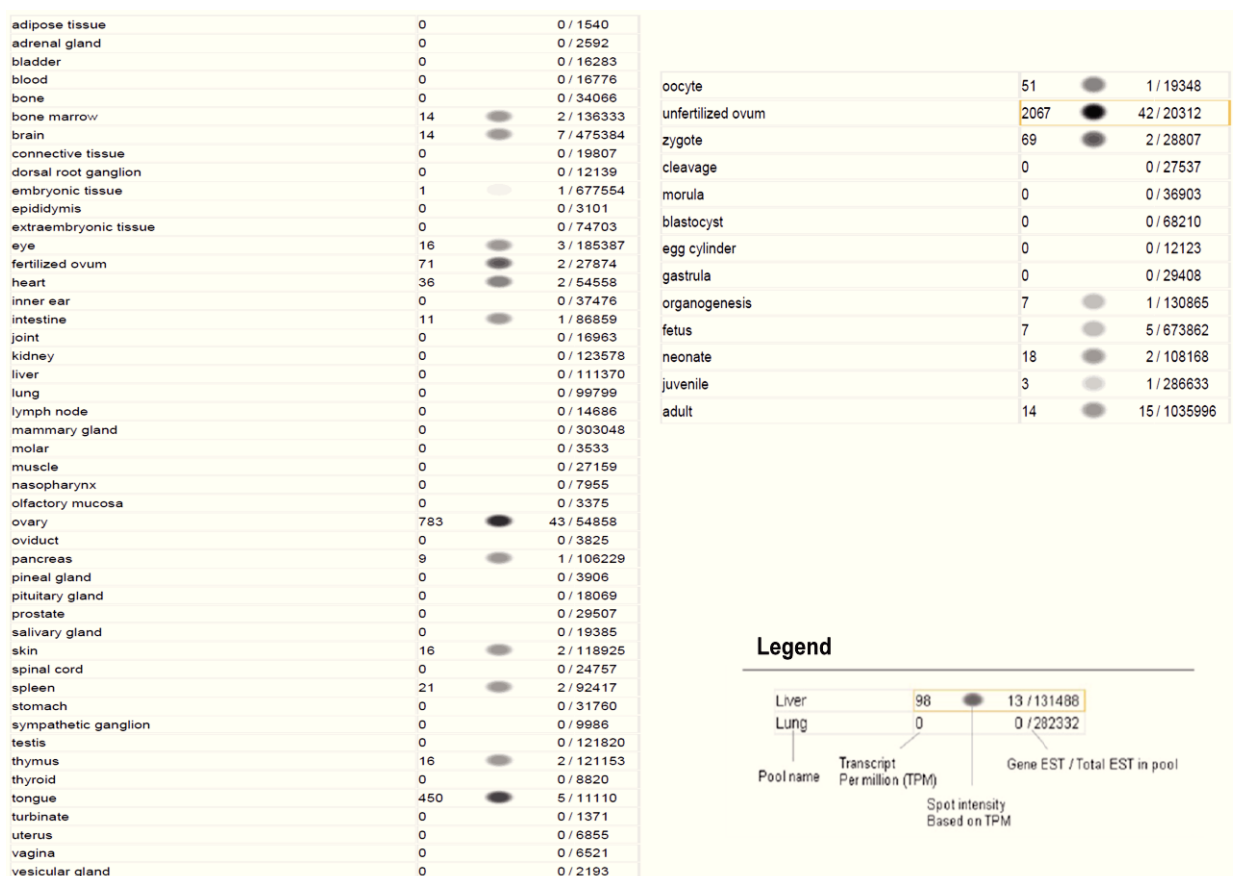 adipose tissue 0 0 / 1540
adrenal gland 0 0 / 2592
bladder 0 0 / 16283
blood 0 0 / 16776
bone 0 0 / 34066
bone marrow 14 2 / 136333
brain 14 7 / 475384
connective tissue 0 0 / 19807
dorsal root ganglion 0 0 / 12139
embryonic tissue 1 1 / 677554
epididymis 0 0 / 3101
extraembryonic tissue 0 0 / 74703
eye 16 3 / 185387
fertilized ovum 71 2 / 27874
heart 36 2 / 54558
inner ear 0 0 / 37476
intestine 11 1 / 86859
joint 0 0 / 16963
kidney 0 0 / 123578
liver 0 0 / 111370
lung 0 0 / 99799
lymph node 0 0 / 14686
mammary gland 0 0 / 303048
molar 0 0 / 3533
muscle 0 0 / 27159
nasopharynx 0 0 / 7955
olfactory mucosa 0 0 / 3375
ovary 783 43 / 54858
oviduct 0 0 / 3825
pancreas 9 1 / 106229
pineal gland 0 0 / 3906
pituitary gland 0 0 / 18069
prostate 0 0 / 29507
salivary gland 0 0 / 19385
skin 16 2 / 118925
spinal cord 0 0 / 24757
spleen 21 2 / 92417
stomach 0 0 / 31760
sympathetic ganglion 0 0 / 9986
testis 0 0 / 121820
thymus 16 2 / 121153
thyroid 0 0 / 8820
tongue 450 5 / 11110
turbinate 0 0 / 1371
uterus 0 0 / 6855
vagina 0 0 / 6521
vesicular gland 0 0 / 2193
oocyte 51 1 / 19348
unfertilized ovum 2067 42 / 20312
zygote 69 2 / 28807
cleavage 0 0 / 27537
morula 0 0 / 36903
blastocyst 0 0 / 68210
egg cylinder 0 0 / 12123
gastrula 0 0 / 29408
organogenesis 7 1 / 130865
fetus 7 5 / 673862
neonate 18 2 / 108168
juvenile 3 1 / 286633
adult 14 15 / 1035996
Legend
Liver 98 13 / 131488
Lung 0 0 / 282332
Pool name
Transcript
Per million (TPM)
Gene EST / Total EST in pool
Spot intensity
Based on TPM